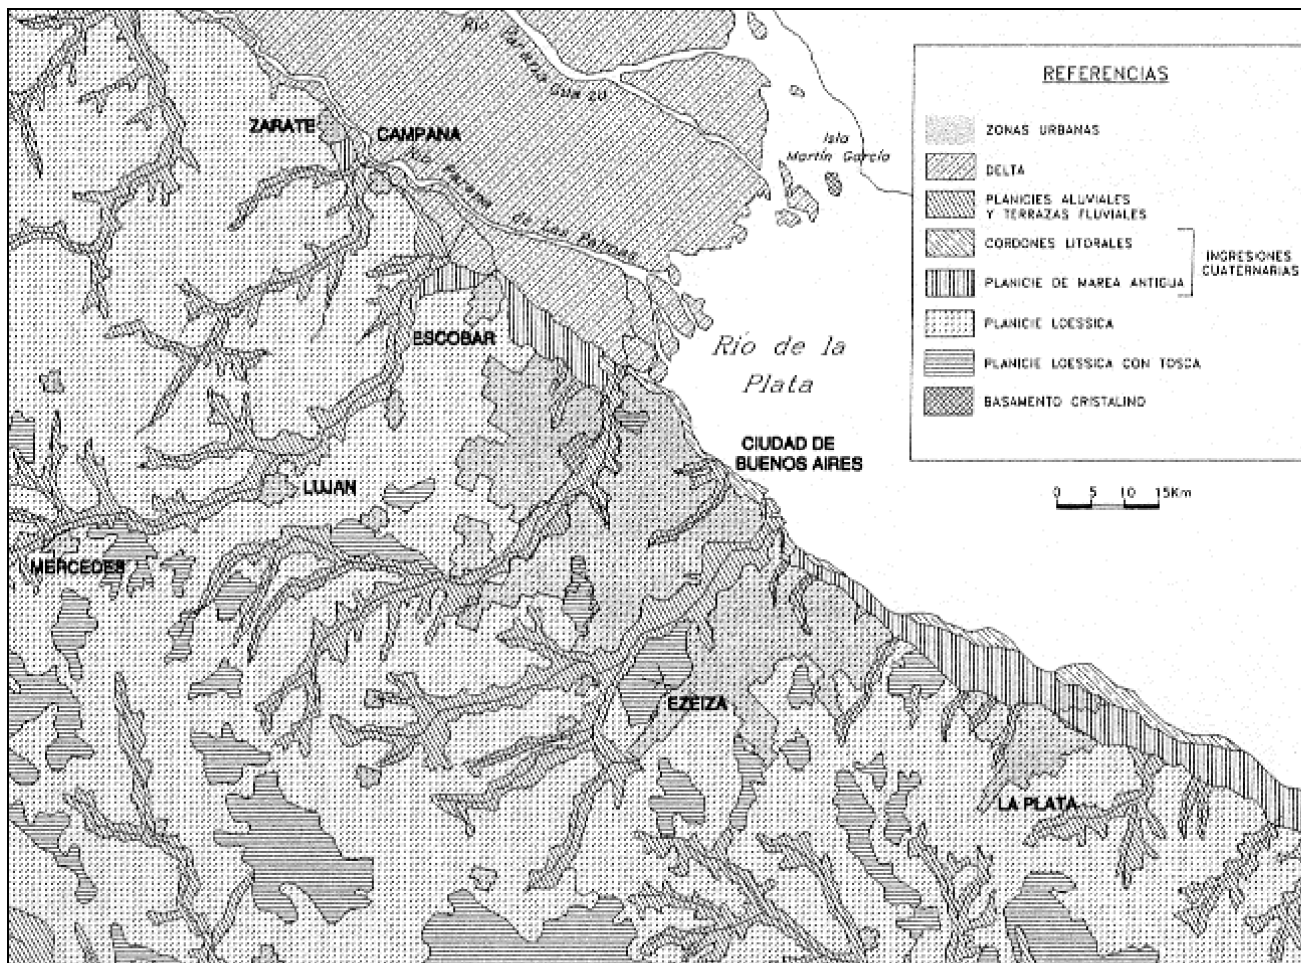 Río Paraná
Guazú
ZARATE
CAMPANA
Río Paraná de las Palmas
Isla
Martín García
ESCOBAR
Río de la
Plata
CIUDAD DE
BUENOS AIRES
LUJAN
MERCEDES
EZEIZA
LA PLATA
REFERENCIAS
ZONAS URBANAS
DELTA
PLANICIES ALUVIALES
Y TERRAZAS FLUVIALES
CORDONES LITORALES
PLANICIE DE MAREA ANTIGUA
INGRESIONES
CUATERNARIAS
PLANICIE LOESSICA
PLANICIE LOESSICA CON TOSCA
BASAMENTO CRISTALINO
0 5 10 15Km